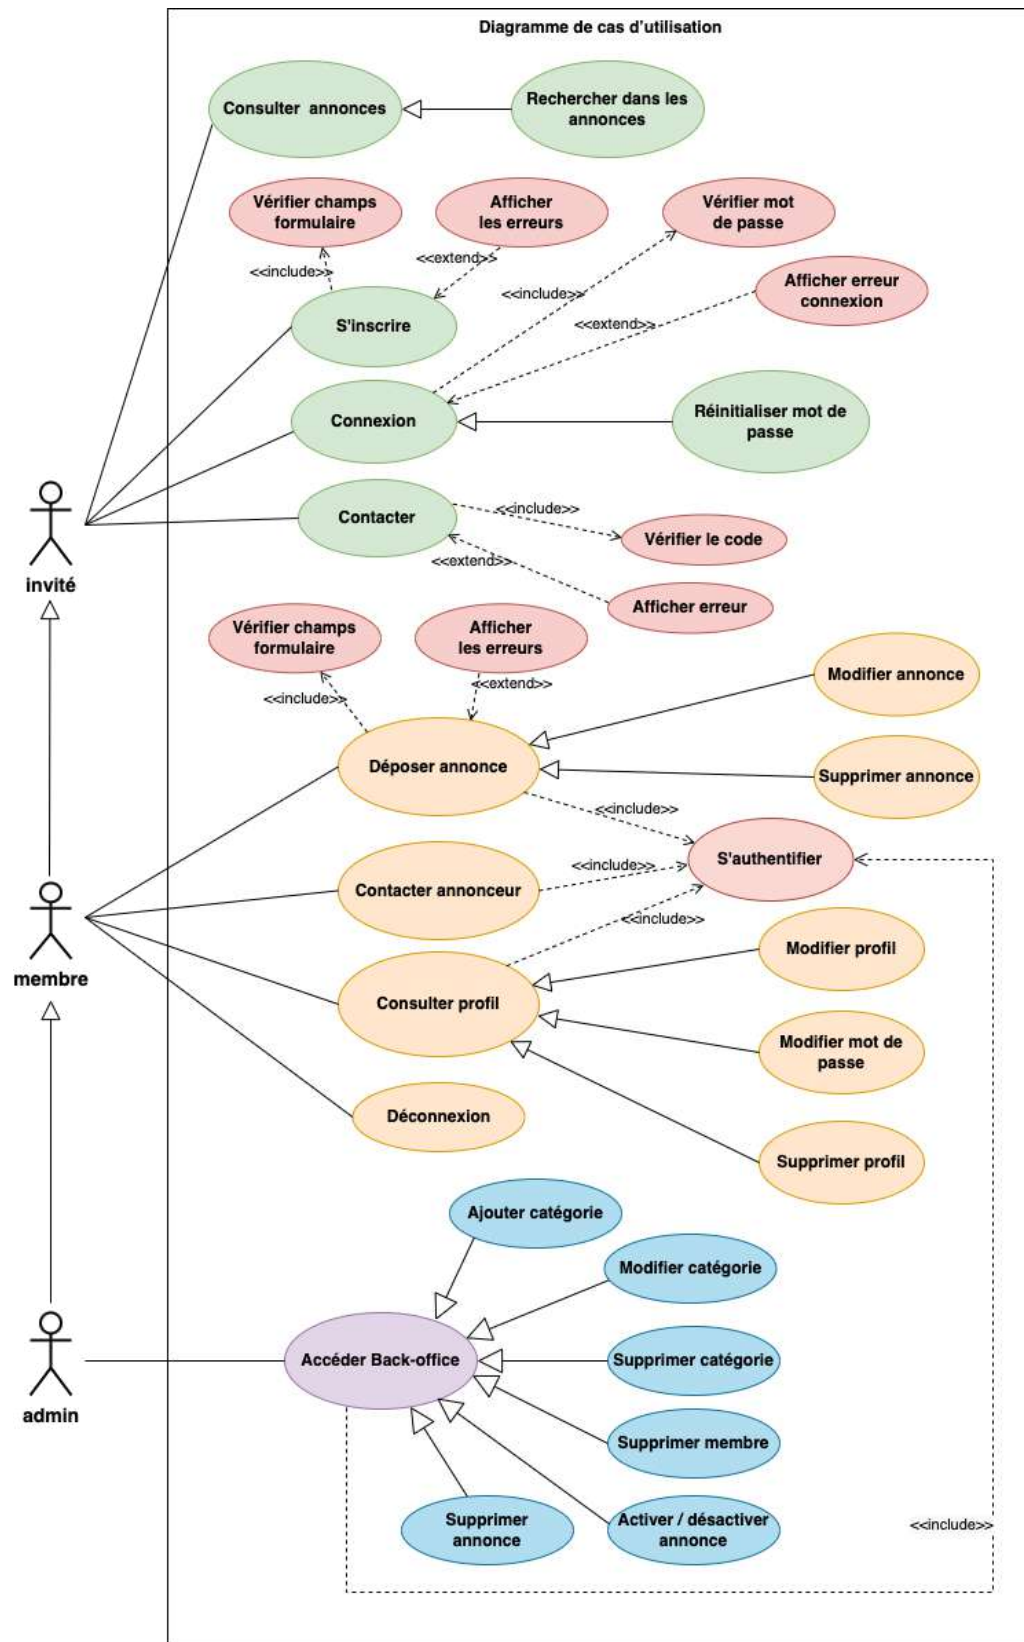 Diagramme de cas d'utilisation
Consulter annonces
Rechercher dans les
annonces
Vérifier champs
formulaire
Afficher
les erreurs
Vérifier mot
de passe
<<include>>
<<extend>>
<<include>>
Afficher erreur
connexion
S'inscrire
<<extend>>
Connexion
Réinitialiser mot de
passe
Contacter
<<include>>
Vérifier le code
<<extend>>
Afficher erreur
invité
Vérifier champs
formulaire
Afficher
les erreurs
<<include>>
<<extend>>
Modifier annonce
Déposer annonce
Supprimer annonce
<<include>>
S'authentifier
<<include>>
Contacter annonceur
<<include>>
membre
Modifier profil
Consulter profil
Modifier mot de
passe
Déconnexion
Supprimer profil
Ajouter catégorie
Modifier catégorie
Accéder Back-office
Supprimer catégorie
admin
Supprimer membre
Supprimer
annonce
Activer / désactiver
annonce
<<include>>